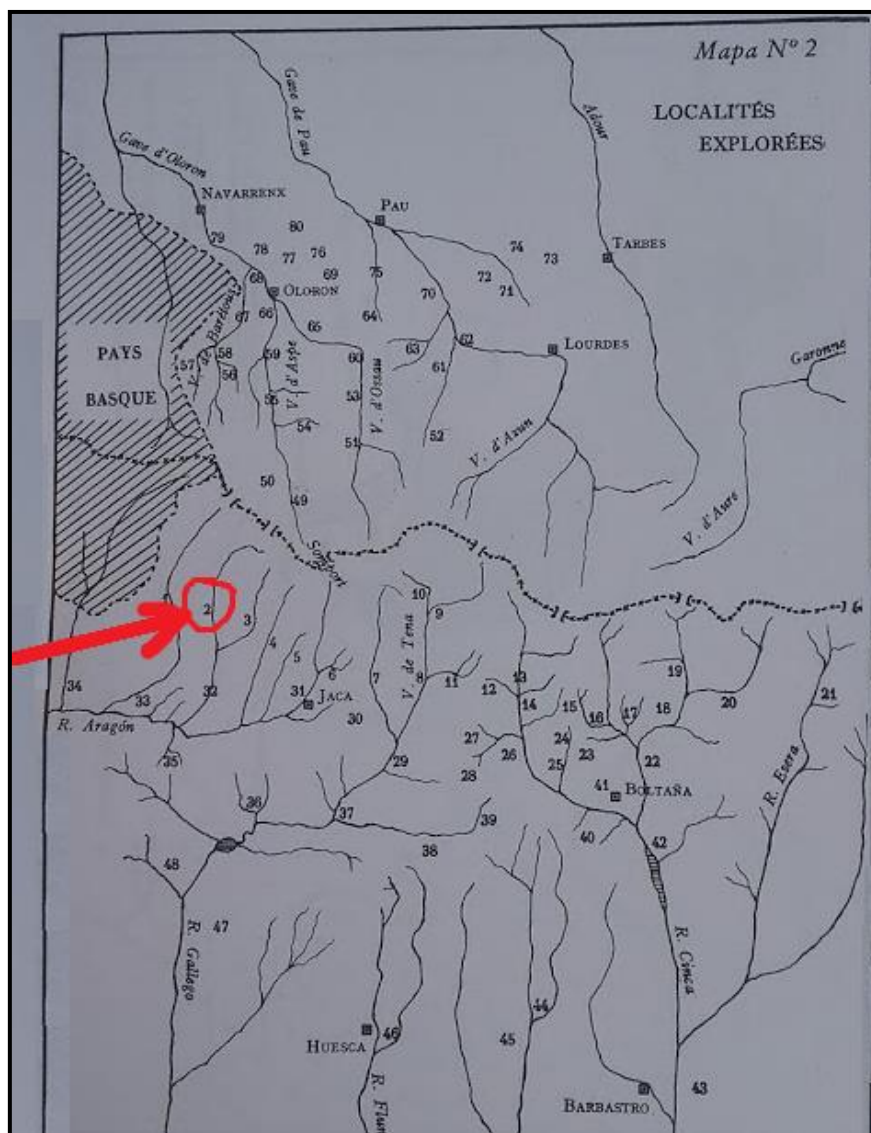 Mapa Nº 2
LOCALITÉS
EXPLORÉES
Gave de Pau
Adour
Gave d'Oloron
NAVARRENX
PAU
TARBES
80
79
78
77
76
74
73
75
72
71
69
68
70
OLORON
67
66
65
64
62
LOURDES
Garonne
PAYS
BASQUE
V. de Barétous
57
58
56
59
V. d'Aspe
60
63
61
55
53
V. d'Ossau
54
51
52
V. d'Azun
50
49
V. d'Aure
Somport
2
3
10
9
V. de Tena
4
5
6
7
8
11
12
13
14
15
16
17
18
19
20
21
34
33
32
31
JACA
30
R. Aragón
35
29
27
28
26
24
25
23
22
R. Esera
41
BOLTAÑA
36
37
39
40
42
38
48
47
R. Gallego
R. Cinca
44
46
45
HUESCA
R. Flum
43
BARBASTRO